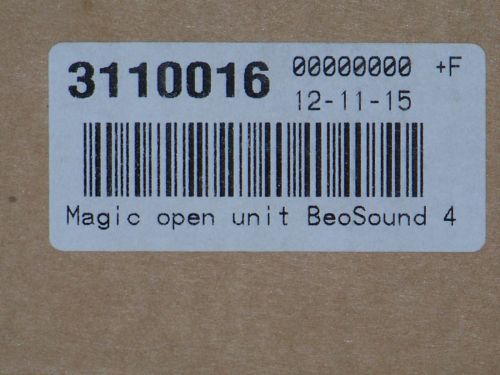 3110016 00000000 +F
12-11-15
Magic open unit BeoSound 4